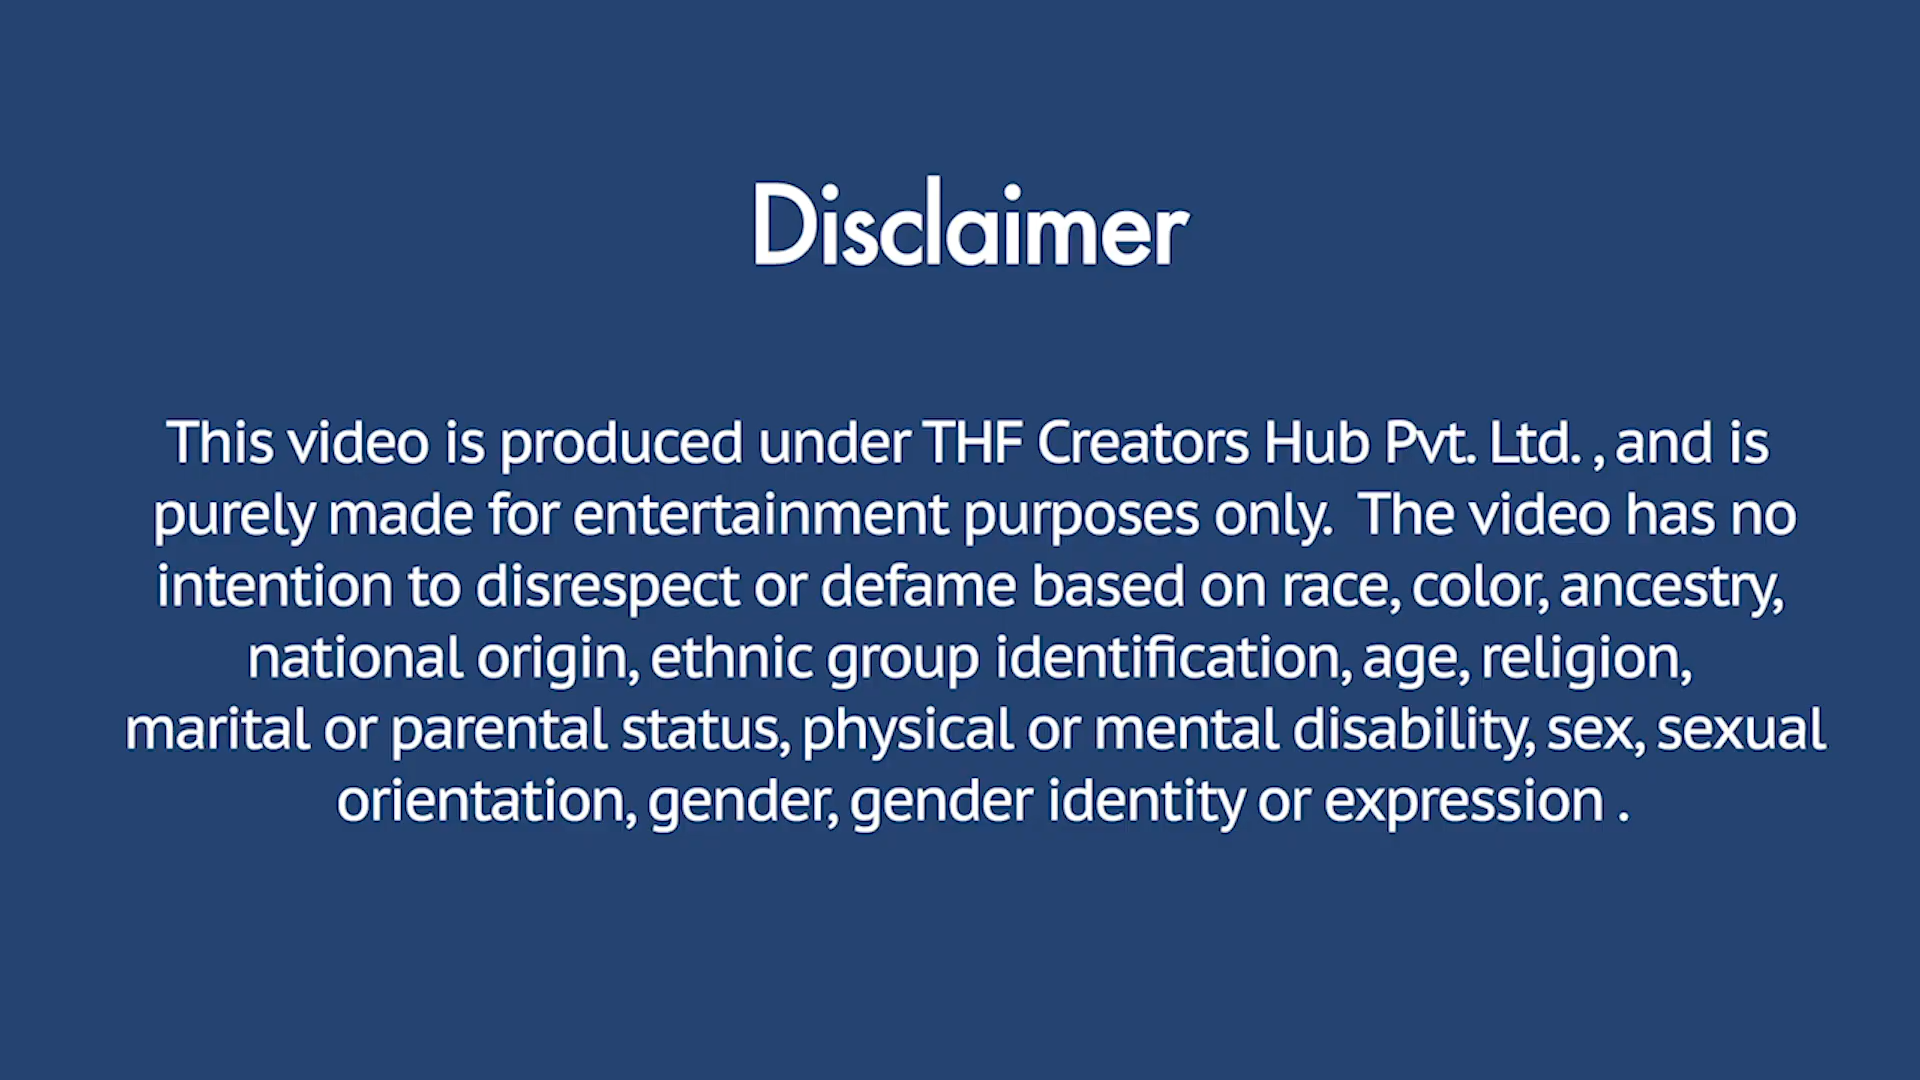 Disclaimer
This video is produced under THF Creators Hub Pvt. Ltd. , and is
purely made for entertainment purposes only.  The video has no
intention to disrespect or defame based on race, color, ancestry,
national origin, ethnic group identification, age, religion,
marital or parental status, physical or mental disability, sex, sexual
orientation, gender, gender identity or expression .